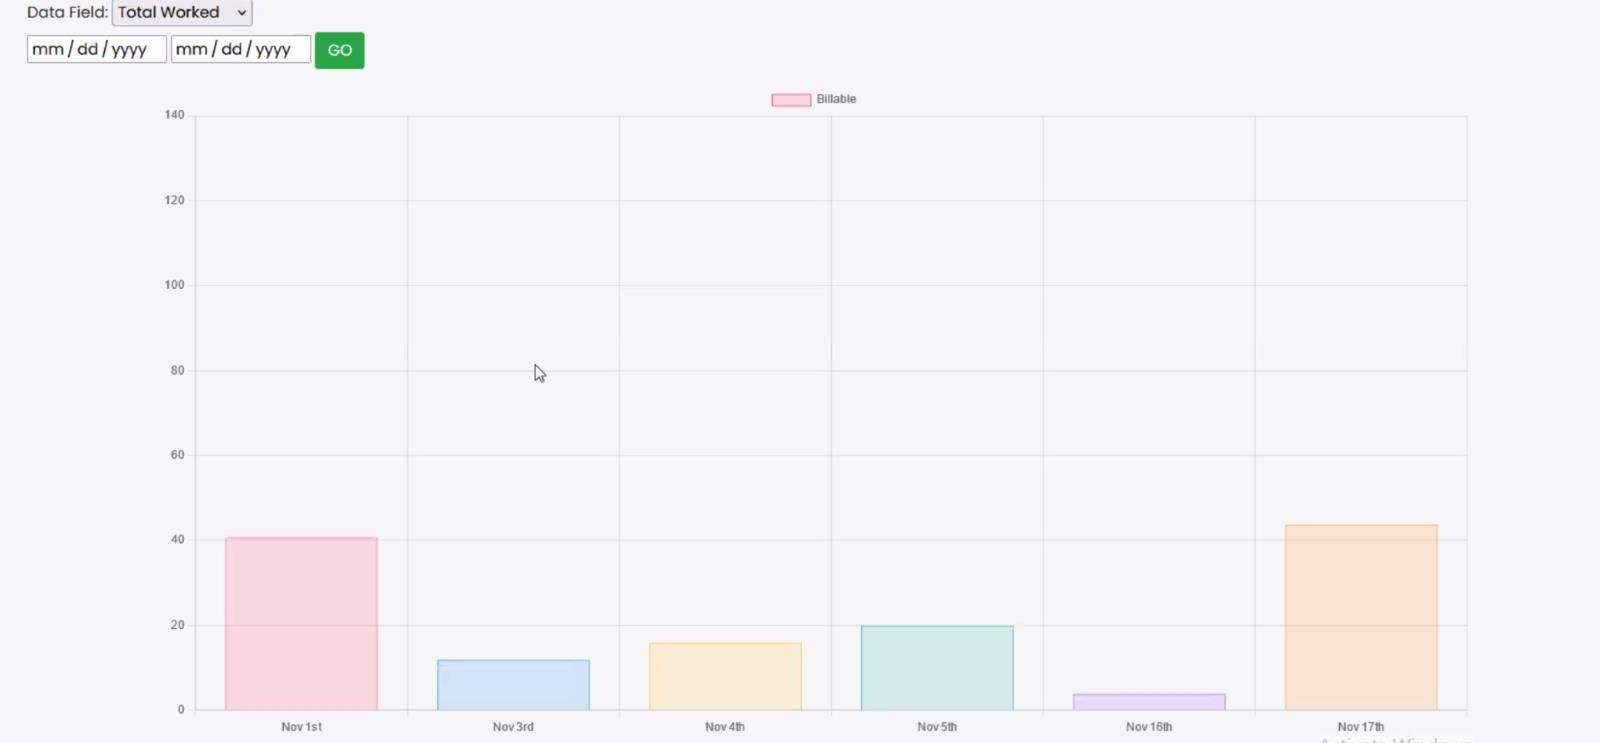 Data Field: Total Worked
mm / dd / yyyy mm / dd / yyyy GO
Billable
140
120
100
80
60
40
20
0
Nov 1st Nov 3rd Nov 4th Nov 5th Nov 16th Nov 17th